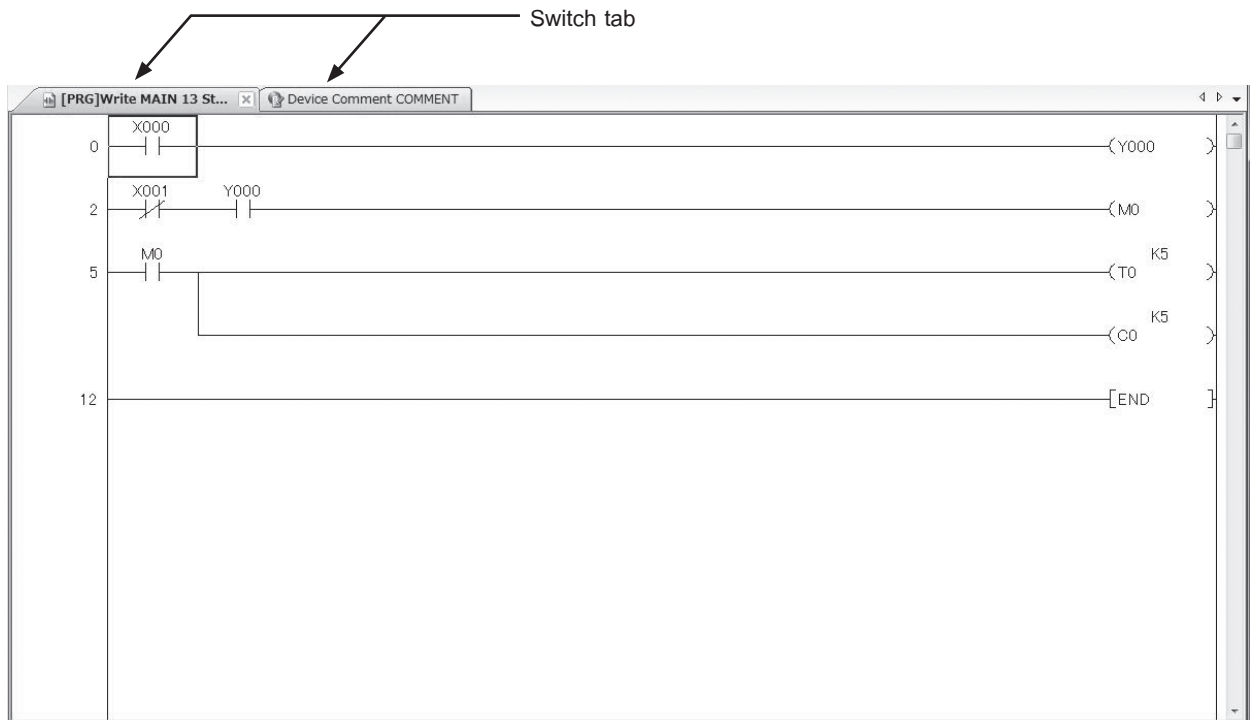 Switch tab
[PRG]Write MAIN 13 St... Device Comment COMMENT
X000
0 Y000
X001 Y000
2 M0
M0 K5
5 T0
K5
C0
12 END